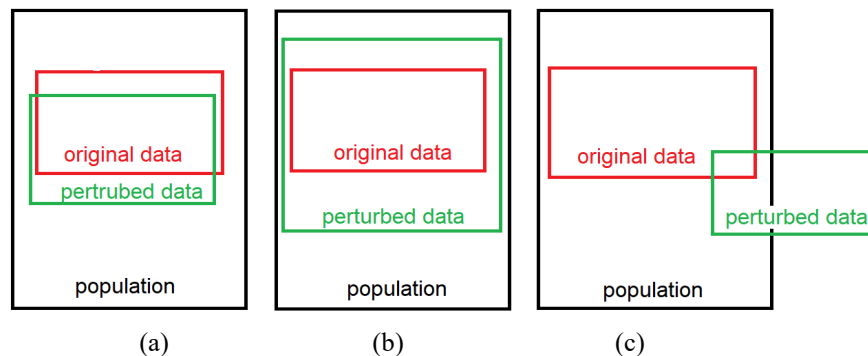 original data
pertrubed data
population
(a)
original data
perturbed data
population
(b)
original data
perturbed data
population
(c)